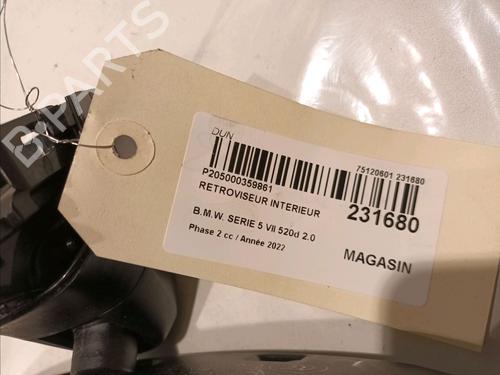 DUN
75120601 231680
P205000359861
RETROVISEUR INTERIEUR
231680
B.M.W. SERIE 5 VII 520d 2.0
Phase 2 cc / Année 2022
MAGASIN
B-PARTS